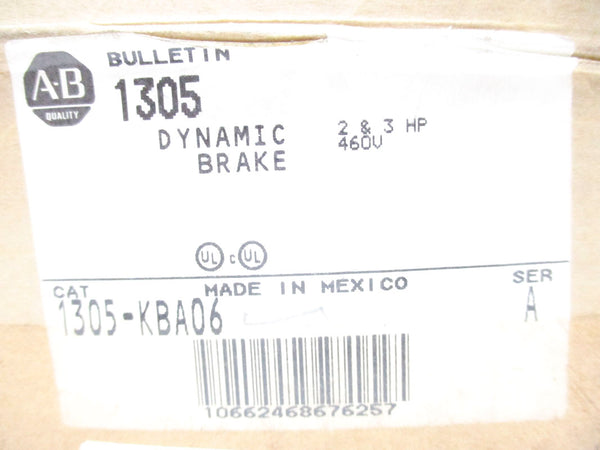 BULLETIN
A-B
QUALITY
1305
DYNAMIC
BRAKE
2 & 3 HP
460V
UL c UL
CAT
MADE IN MEXICO
SER
1305-KBA06
A
10662468676257